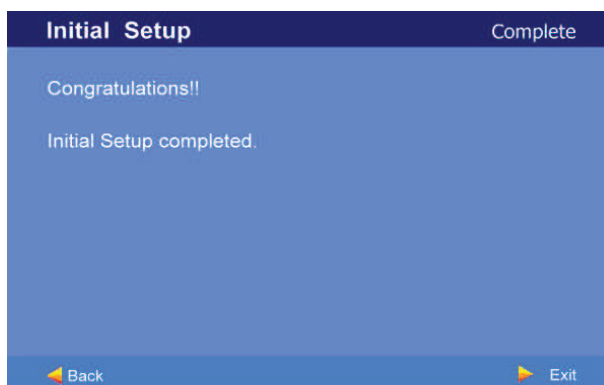 Initial Setup Complete
Congratulations!!
Initial Setup completed.
Back Exit